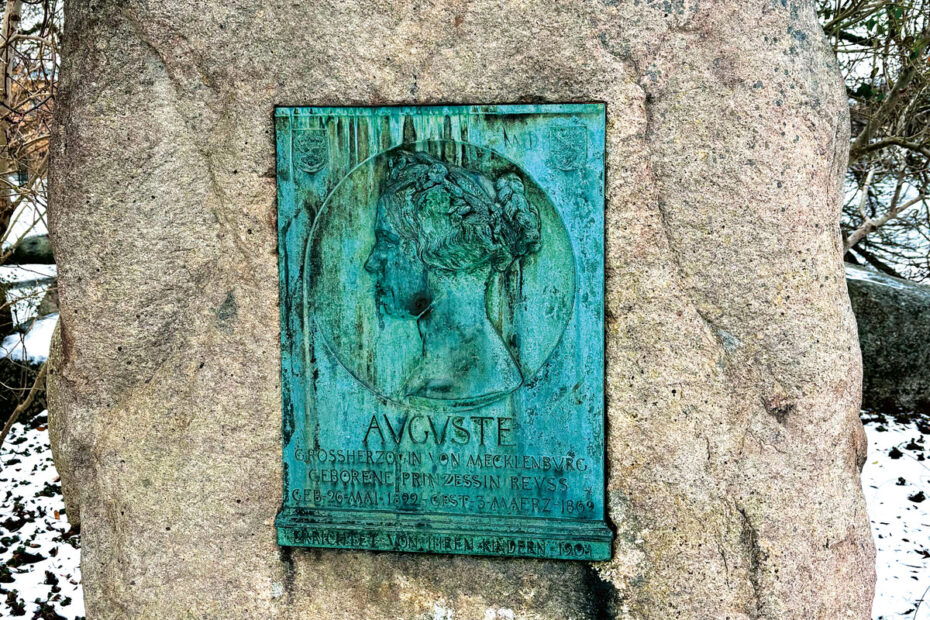 AVGVSTE
GROSSHERZOGIN VON MECKLENBVRG
GEBORENE PRINZESSIN REVSS
GEB·26·MAI·1822·GEST·3·MAERZ 1862
ERRICHTET VON IHREN KINDERN